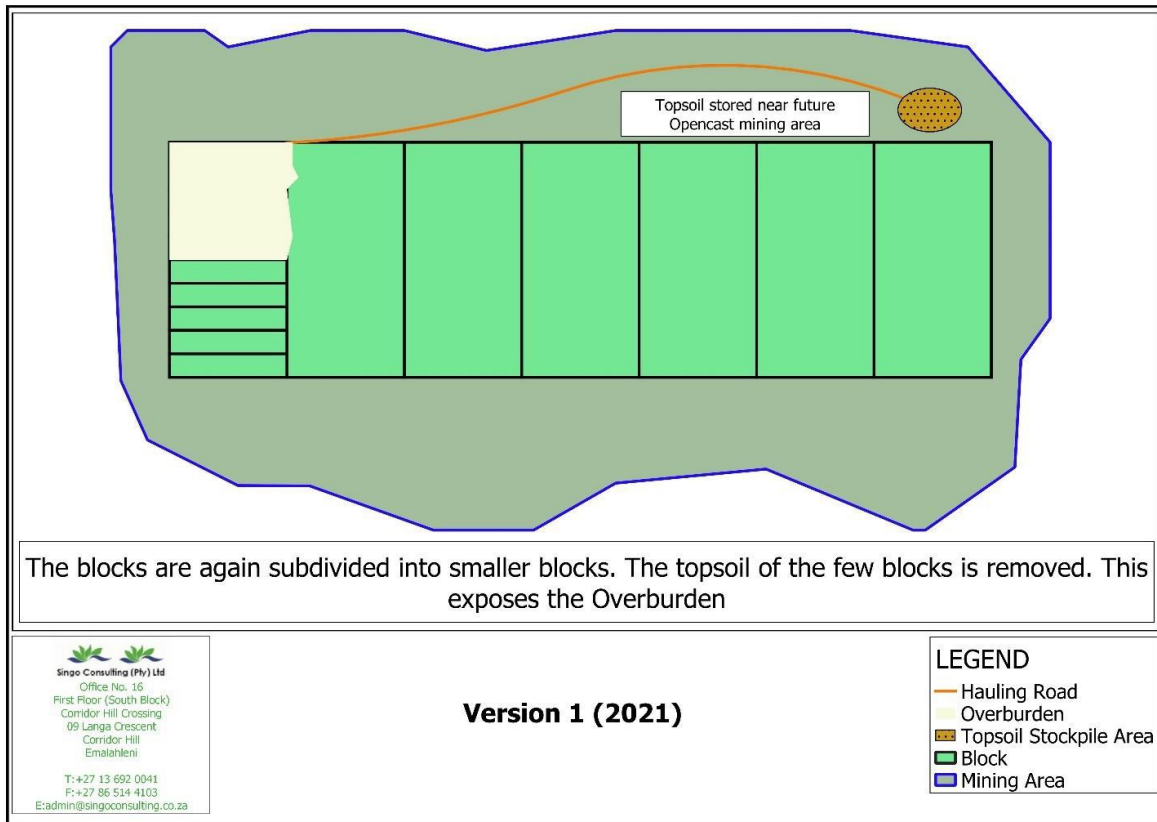 Topsoil stored near future
Opencast mining area
The blocks are again subdivided into smaller blocks. The topsoil of the few blocks is removed. This
exposes the Overburden
Singo Consulting (Pty) Ltd
Office No. 16
First Floor (South Block)
Corridor Hill Crossing
09 Langa Crescent
Corridor Hill
Emalahleni
T:+27 13 692 0041
F:+27 86 514 4103
E:admin@singoconsulting.co.za
Version 1 (2021)
LEGEND
Hauling Road
Overburden
Topsoil Stockpile Area
Block
Mining Area